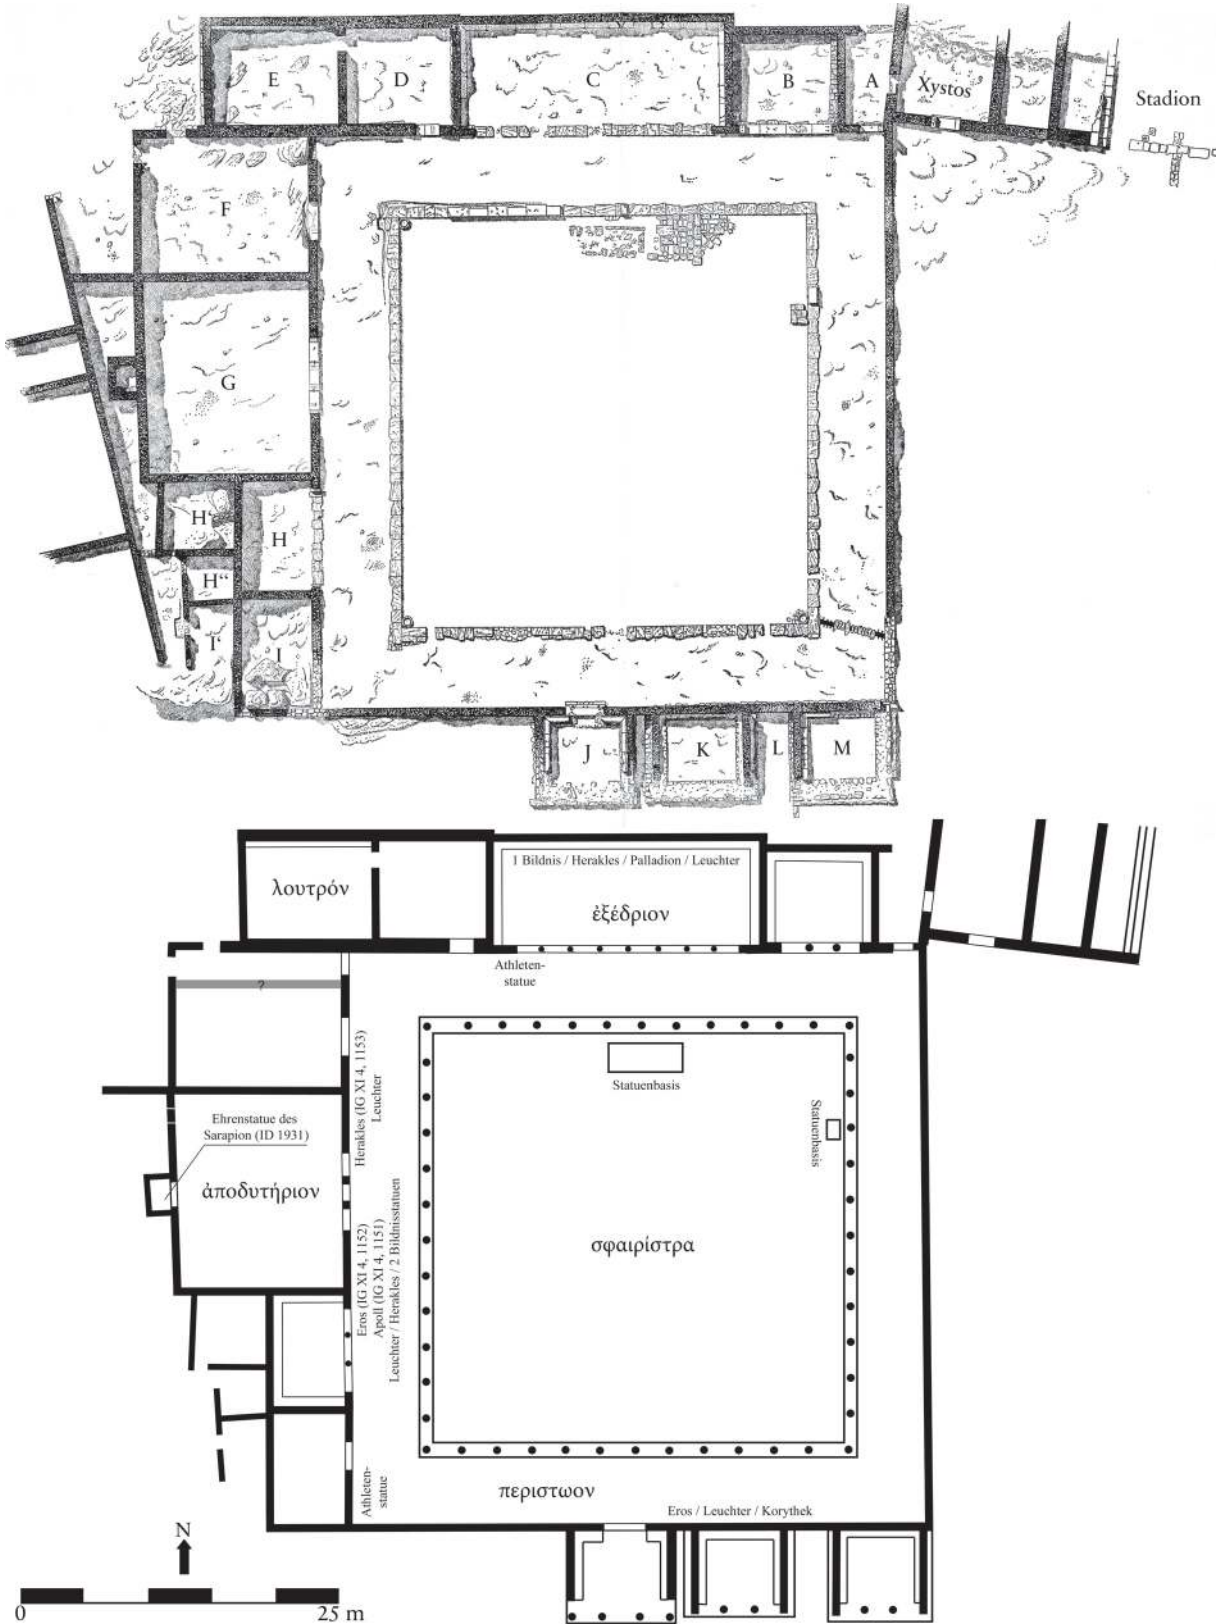 E
D
C
B
A
Xystos
Stadion
F
G
H‘
H
H“
I‘
I
J
K
L
M
1 Bildnis / Herakles / Palladion / Leuchter
λουτρόν
ἐξέδριον
Athleten-
statue
?
Herakles (IG XI 4, 1153)
Leuchter
Statuenbasis
Statuenbasis
Ehrenstatue des
Sarapion (ID 1931)
ἀποδυτήριον
σφαιρίστρα
Eros (IG XI 4, 1152)
Apoll (IG XI 4, 1151)
Leuchter / Herakles / 2 Bildnisstatuen
Athleten-
statue
περιστωον
Eros / Leuchter / Korythek
N
0 25 m